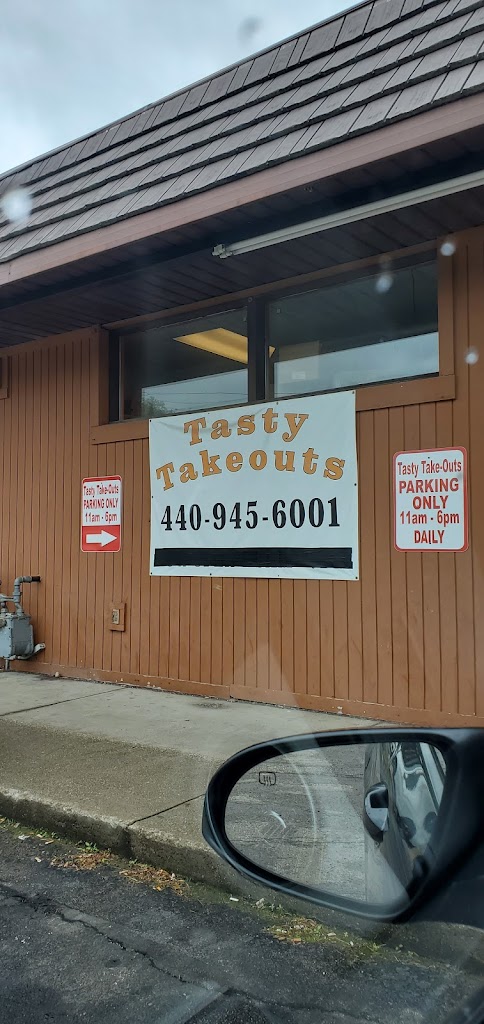 Tasty
Takeouts
440-945-6001
Tasty Take-Outs
PARKING
ONLY
11am - 6pm
Tasty Take-Outs
PARKING
ONLY
11am - 6pm
DAILY